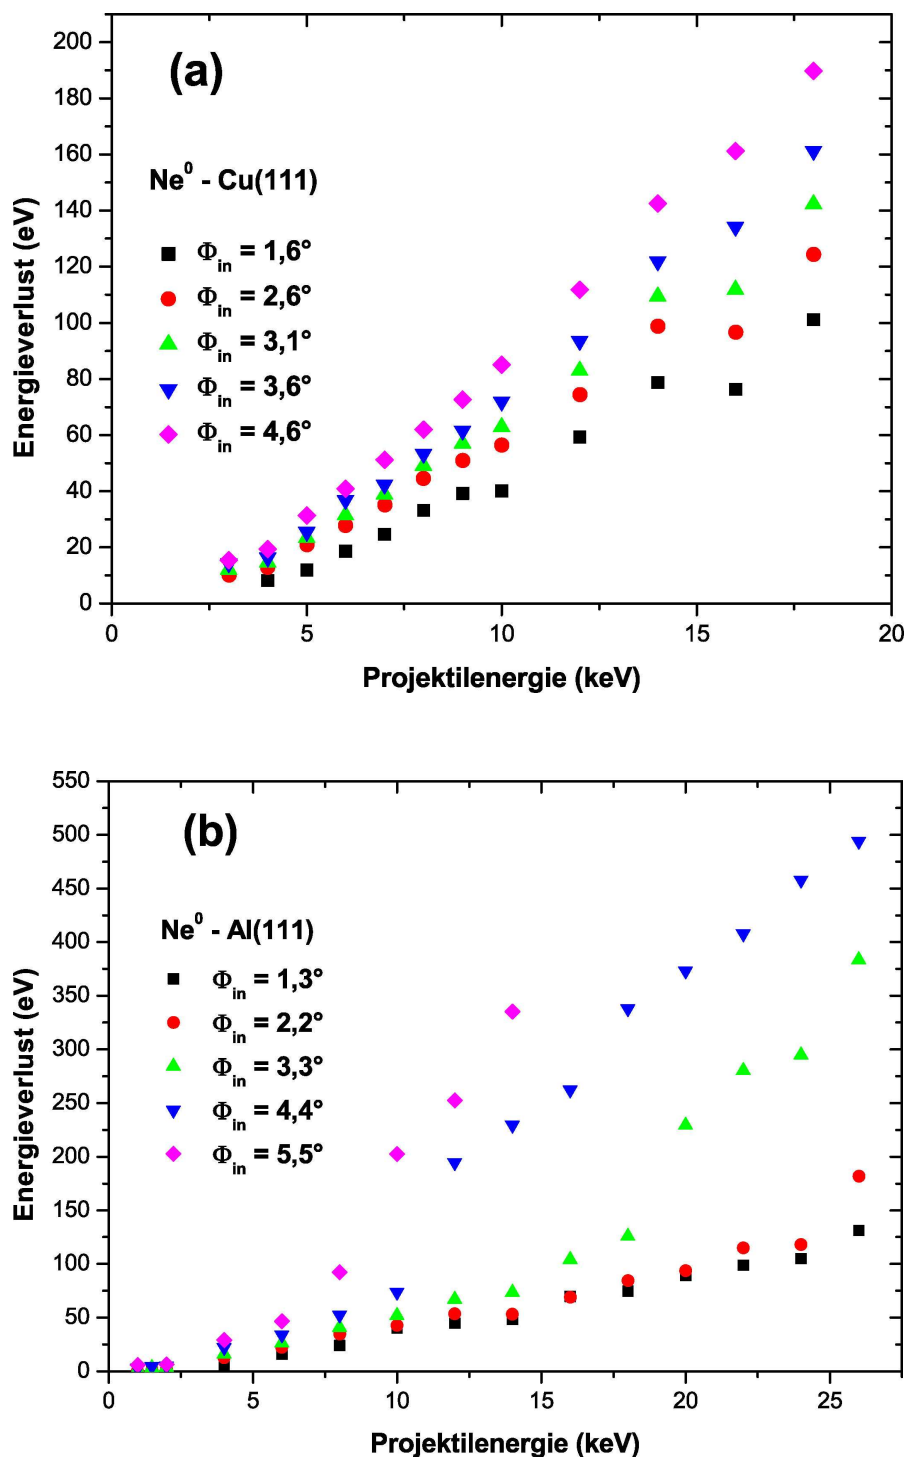 (a)
Ne⁰ - Cu(111)
Φin = 1,6°
Φin = 2,6°
Φin = 3,1°
Φin = 3,6°
Φin = 4,6°
Energieverlust (eV)
200
180
160
140
120
100
80
60
40
20
0
0 5 10 15 20
Projektilenergie (keV)
(b)
Ne⁰ - Al(111)
Φin = 1,3°
Φin = 2,2°
Φin = 3,3°
Φin = 4,4°
Φin = 5,5°
Energieverlust (eV)
550
500
450
400
350
300
250
200
150
100
50
0
0 5 10 15 20 25
Projektilenergie (keV)